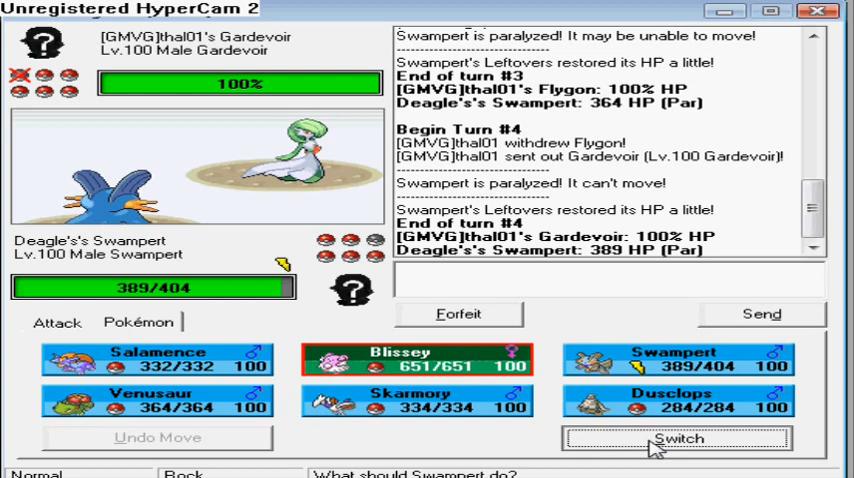 Unregistered HyperCam 2
[GMVG]thal01's Gardevoir
Lv.100 Male Gardevoir
100%
Deagle's's Swampert
Lv.100 Male Swampert
389/404
Swampert is paralyzed! It may be unable to move!
Swampert's Leftovers restored its HP a little!
End of turn #3
[GMVG]thal01's Flygon: 100% HP
Deagle's's Swampert: 364 HP (Par)
Begin Turn #4
[GMVG]thal01 withdrew Flygon!
[GMVG]thal01 sent out Gardevoir (Lv.100 Gardevoir)!
Swampert is paralyzed! It can't move!
Swampert's Leftovers restored its HP a little!
End of turn #4
[GMVG]thal01's Gardevoir: 100% HP
Deagle's's Swampert: 389 HP (Par)
Forfeit
Send
Attack
Pokémon
Salamence
332/332 100
Blissey
651/651 100
Swampert
389/404 100
Venusaur
364/364 100
Skarmory
334/334 100
Dusclops
284/284 100
Undo Move
Switch
Normal
Rock
What should Swampert do?